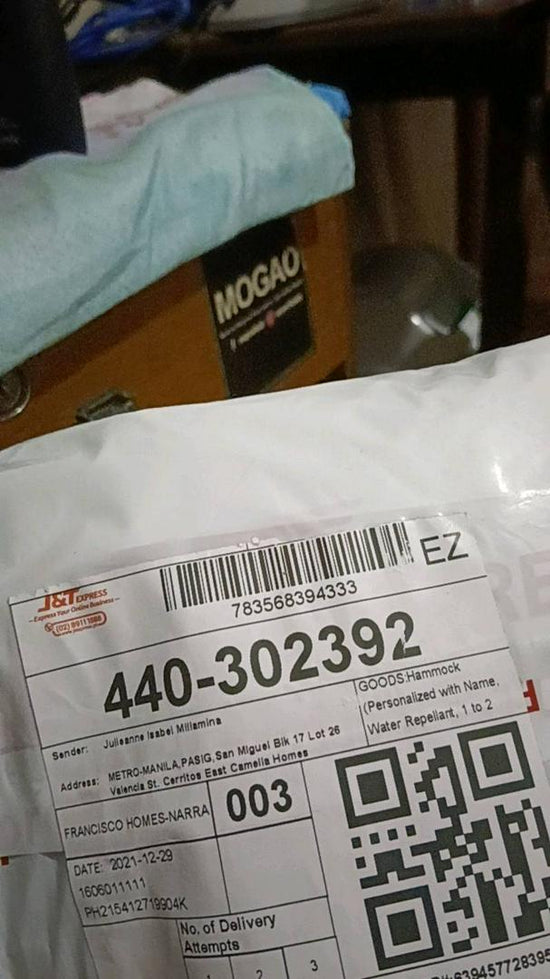 MOGAO
J&T EXPRESS
Express Your Online Business
(02) 8911 1888
783568394333
EZ
440-302392
Sender: Julieanne Isabel Millamina
GOODS:Hammock
(Personalized with Name,
Water Repellant, 1 to 2
Address: METRO-MANILA,PASIG,San Miguel Blk 17 Lot 26
Valencia St. Cerritos East Camella Homes
FRANCISCO HOMES-NARRA
003
DATE: 2021-12-29
1606011111
PH215412719904K
No. of Delivery
Attempts
1 2 3